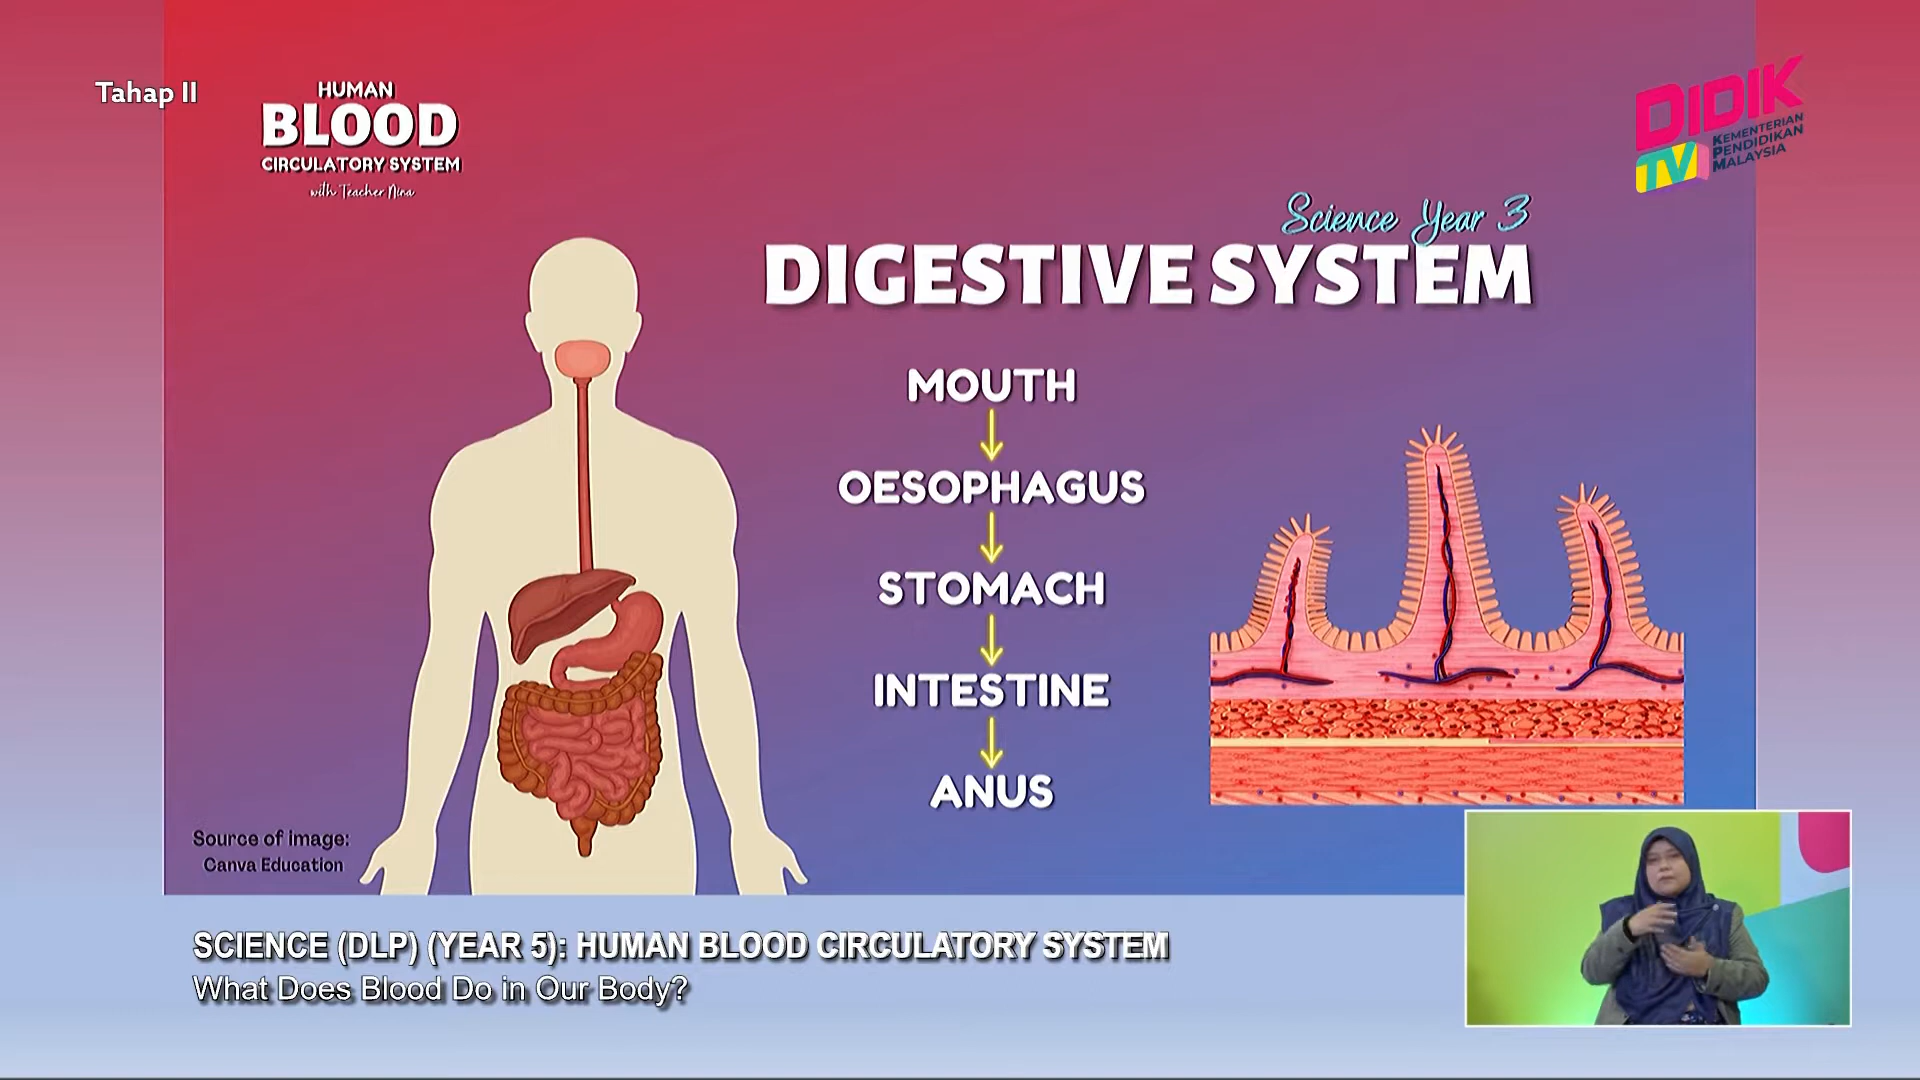 Tahap II
HUMAN
BLOOD
CIRCULATORY SYSTEM
with Teacher Nina
DIDIK
TV
KEMENTERIAN
PENDIDIKAN
MALAYSIA
Science Year 3
DIGESTIVE SYSTEM
MOUTH
OESOPHAGUS
STOMACH
INTESTINE
ANUS
Source of image:
Canva Education
SCIENCE (DLP) (YEAR 5): HUMAN BLOOD CIRCULATORY SYSTEM
What Does Blood Do in Our Body?